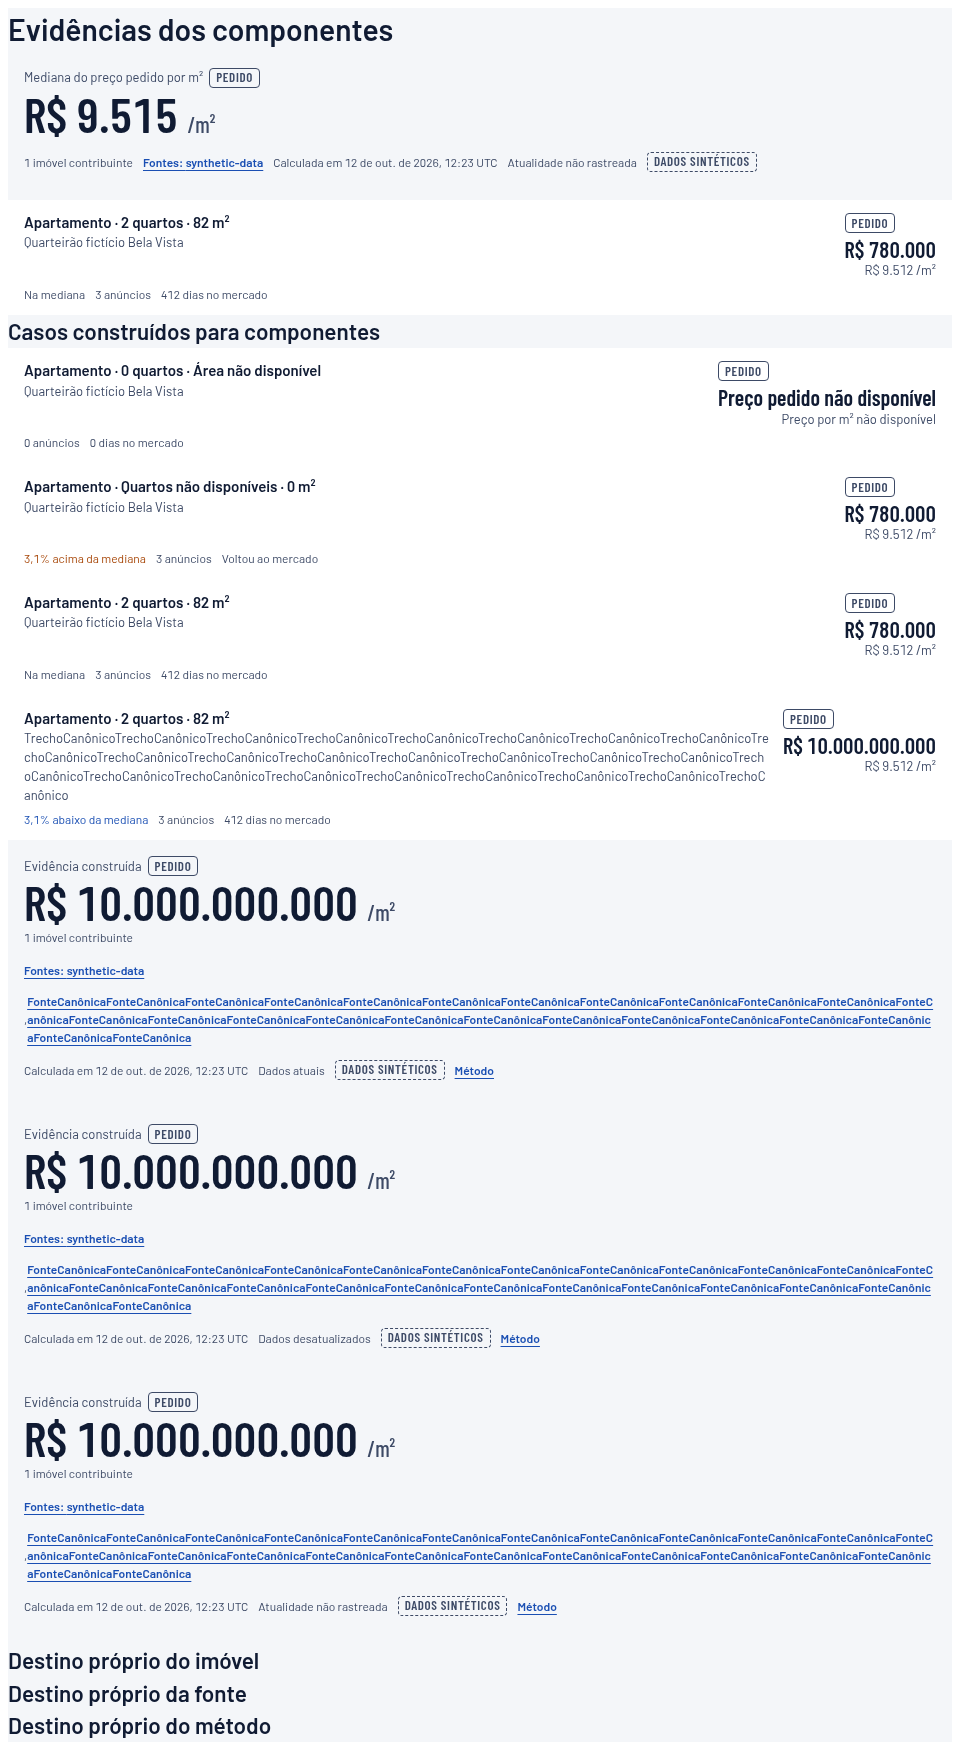 Evidências dos componentes
Mediana do preço pedido por m² PEDIDO
R$ 9.515 /m²
1 imóvel contribuinte Fontes: synthetic-data Calculada em 12 de out. de 2026, 12:23 UTC Atualidade não rastreada DADOS SINTÉTICOS
Apartamento · 2 quartos · 82 m²
Quarteirão fictício Bela Vista
PEDIDO
R$ 780.000
R$ 9.512 /m²
Na mediana 3 anúncios 412 dias no mercado
Casos construídos para componentes
Apartamento · 0 quartos · Área não disponível
Quarteirão fictício Bela Vista
PEDIDO
Preço pedido não disponível
Preço por m² não disponível
0 anúncios 0 dias no mercado
Apartamento · Quartos não disponíveis · 0 m²
Quarteirão fictício Bela Vista
PEDIDO
R$ 780.000
R$ 9.512 /m²
3,1% acima da mediana 3 anúncios Voltou ao mercado
Apartamento · 2 quartos · 82 m²
Quarteirão fictício Bela Vista
PEDIDO
R$ 780.000
R$ 9.512 /m²
Na mediana 3 anúncios 412 dias no mercado
Apartamento · 2 quartos · 82 m²
TrechoCanônicoTrechoCanônicoTrechoCanônicoTrechoCanônicoTrechoCanônicoTrechoCanônicoTrechoCanônicoTrechoCanônicoTre
choCanônicoTrechoCanônicoTrechoCanônicoTrechoCanônicoTrechoCanônicoTrechoCanônicoTrechoCanônicoTrechoCanônicoTrech
oCanônicoTrechoCanônicoTrechoCanônicoTrechoCanônicoTrechoCanônicoTrechoCanônicoTrechoCanônicoTrechoCanônicoTrechoC
anônico
PEDIDO
R$ 10.000.000.000
R$ 9.512 /m²
3,1% abaixo da mediana 3 anúncios 412 dias no mercado
Evidência construída PEDIDO
R$ 10.000.000.000 /m²
1 imóvel contribuinte
Fontes: synthetic-data
FonteCanônicaFonteCanônicaFonteCanônicaFonteCanônicaFonteCanônicaFonteCanônicaFonteCanônicaFonteCanônicaFonteCanônicaFonteCanônicaFonteCanônicaFonteC
,anônicaFonteCanônicaFonteCanônicaFonteCanônicaFonteCanônicaFonteCanônicaFonteCanônicaFonteCanônicaFonteCanônicaFonteCanônicaFonteCanônicaFonteCanônic
aFonteCanônicaFonteCanônica
Calculada em 12 de out. de 2026, 12:23 UTC Dados atuais DADOS SINTÉTICOS Método
Evidência construída PEDIDO
R$ 10.000.000.000 /m²
1 imóvel contribuinte
Fontes: synthetic-data
FonteCanônicaFonteCanônicaFonteCanônicaFonteCanônicaFonteCanônicaFonteCanônicaFonteCanônicaFonteCanônicaFonteCanônicaFonteCanônicaFonteCanônicaFonteC
,anônicaFonteCanônicaFonteCanônicaFonteCanônicaFonteCanônicaFonteCanônicaFonteCanônicaFonteCanônicaFonteCanônicaFonteCanônicaFonteCanônicaFonteCanônic
aFonteCanônicaFonteCanônica
Calculada em 12 de out. de 2026, 12:23 UTC Dados desatualizados DADOS SINTÉTICOS Método
Evidência construída PEDIDO
R$ 10.000.000.000 /m²
1 imóvel contribuinte
Fontes: synthetic-data
FonteCanônicaFonteCanônicaFonteCanônicaFonteCanônicaFonteCanônicaFonteCanônicaFonteCanônicaFonteCanônicaFonteCanônicaFonteCanônicaFonteCanônicaFonteC
,anônicaFonteCanônicaFonteCanônicaFonteCanônicaFonteCanônicaFonteCanônicaFonteCanônicaFonteCanônicaFonteCanônicaFonteCanônicaFonteCanônicaFonteCanônic
aFonteCanônicaFonteCanônica
Calculada em 12 de out. de 2026, 12:23 UTC Atualidade não rastreada DADOS SINTÉTICOS Método
Destino próprio do imóvel
Destino próprio da fonte
Destino próprio do método